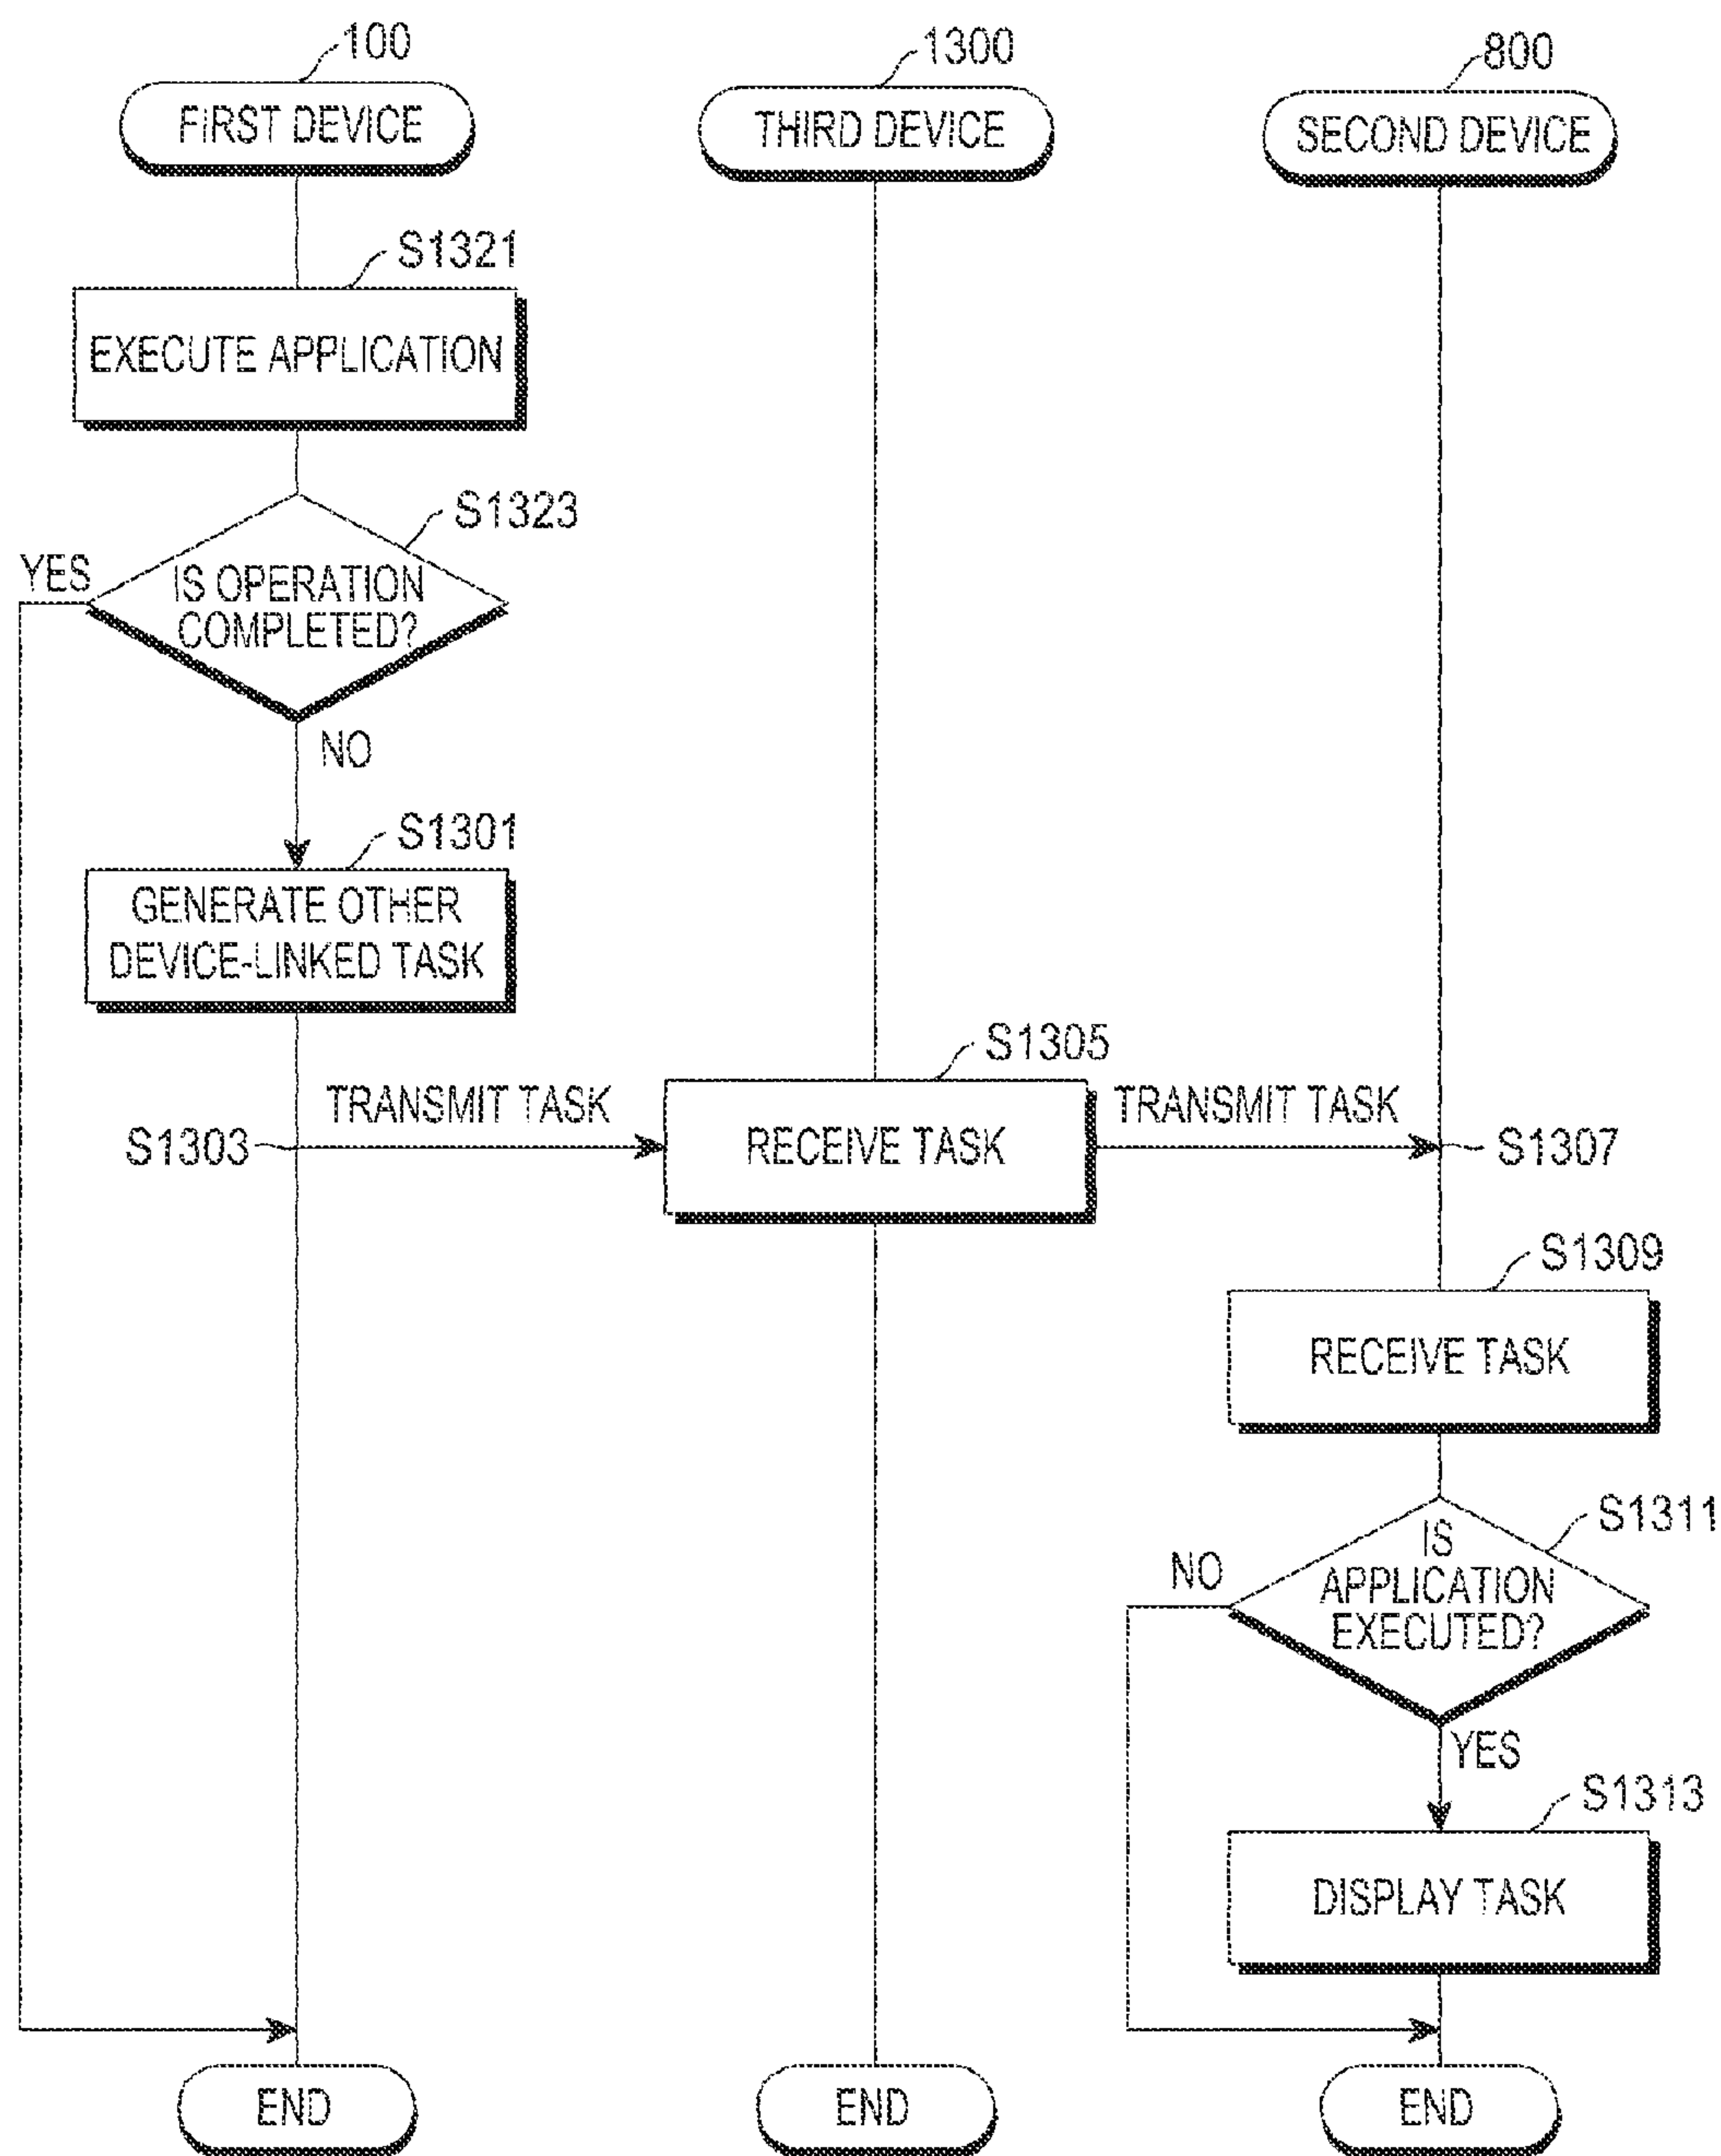 100
FIRST DEVICE
1300
THIRD DEVICE
800
SECOND DEVICE
S1321
EXECUTE APPLICATION
S1323
YES
IS OPERATION
COMPLETED?
NO
S1301
GENERATE OTHER
DEVICE-LINKED TASK
S1303
TRANSMIT TASK
S1305
RECEIVE TASK
TRANSMIT TASK
S1307
S1309
RECEIVE TASK
S1311
NO
IS
APPLICATION
EXECUTED?
YES
S1313
DISPLAY TASK
END
END
END